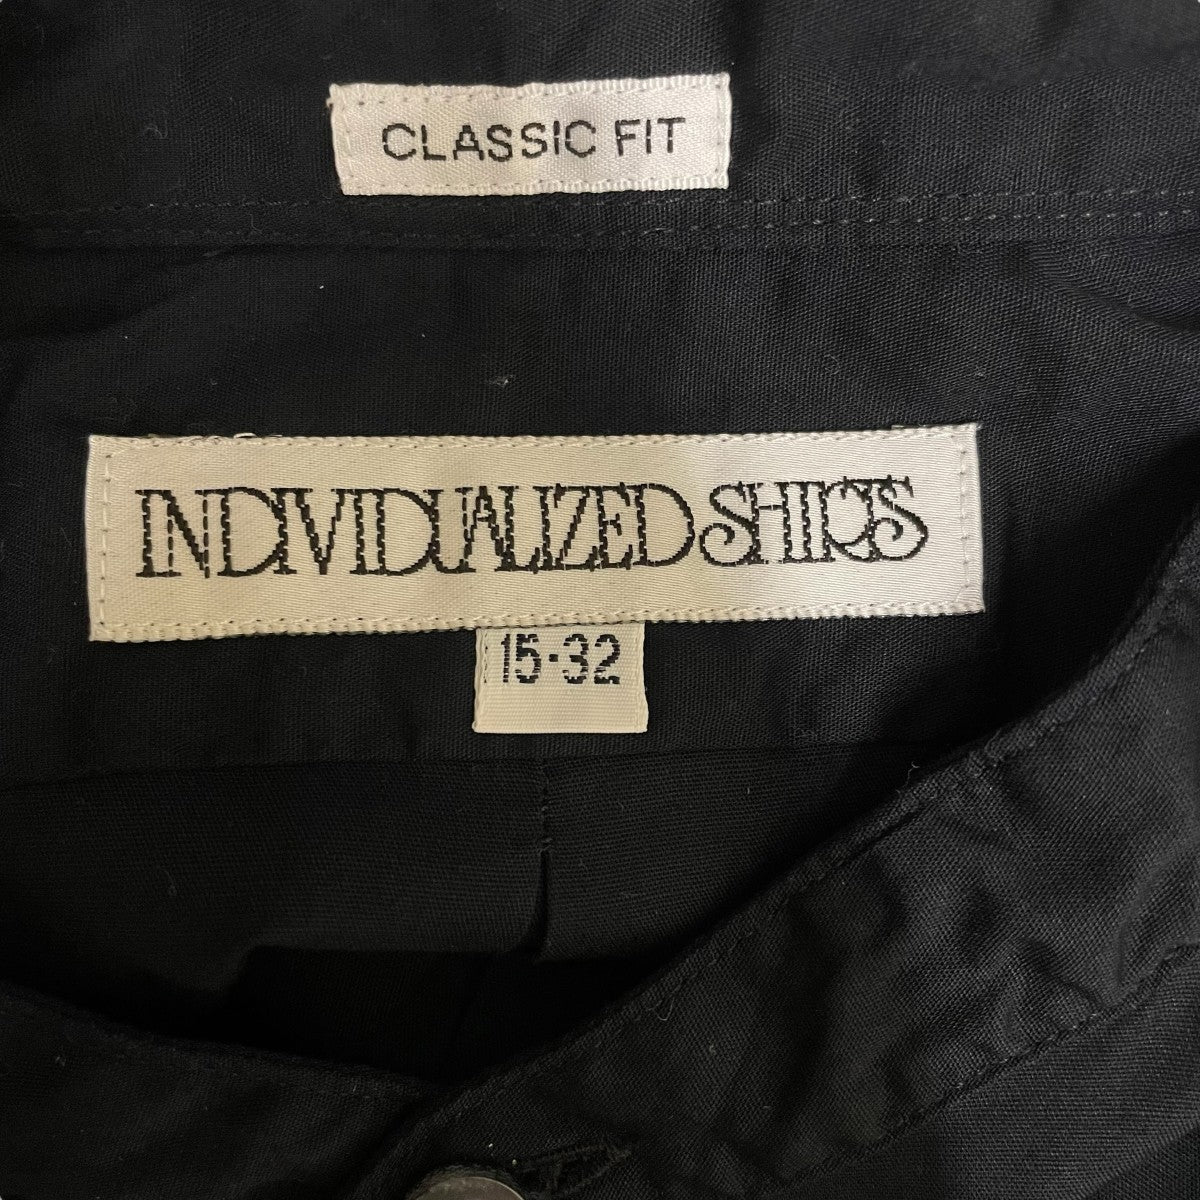 CLASSIC FIT
INDIVIDUALIZED SHIRTS
15·32